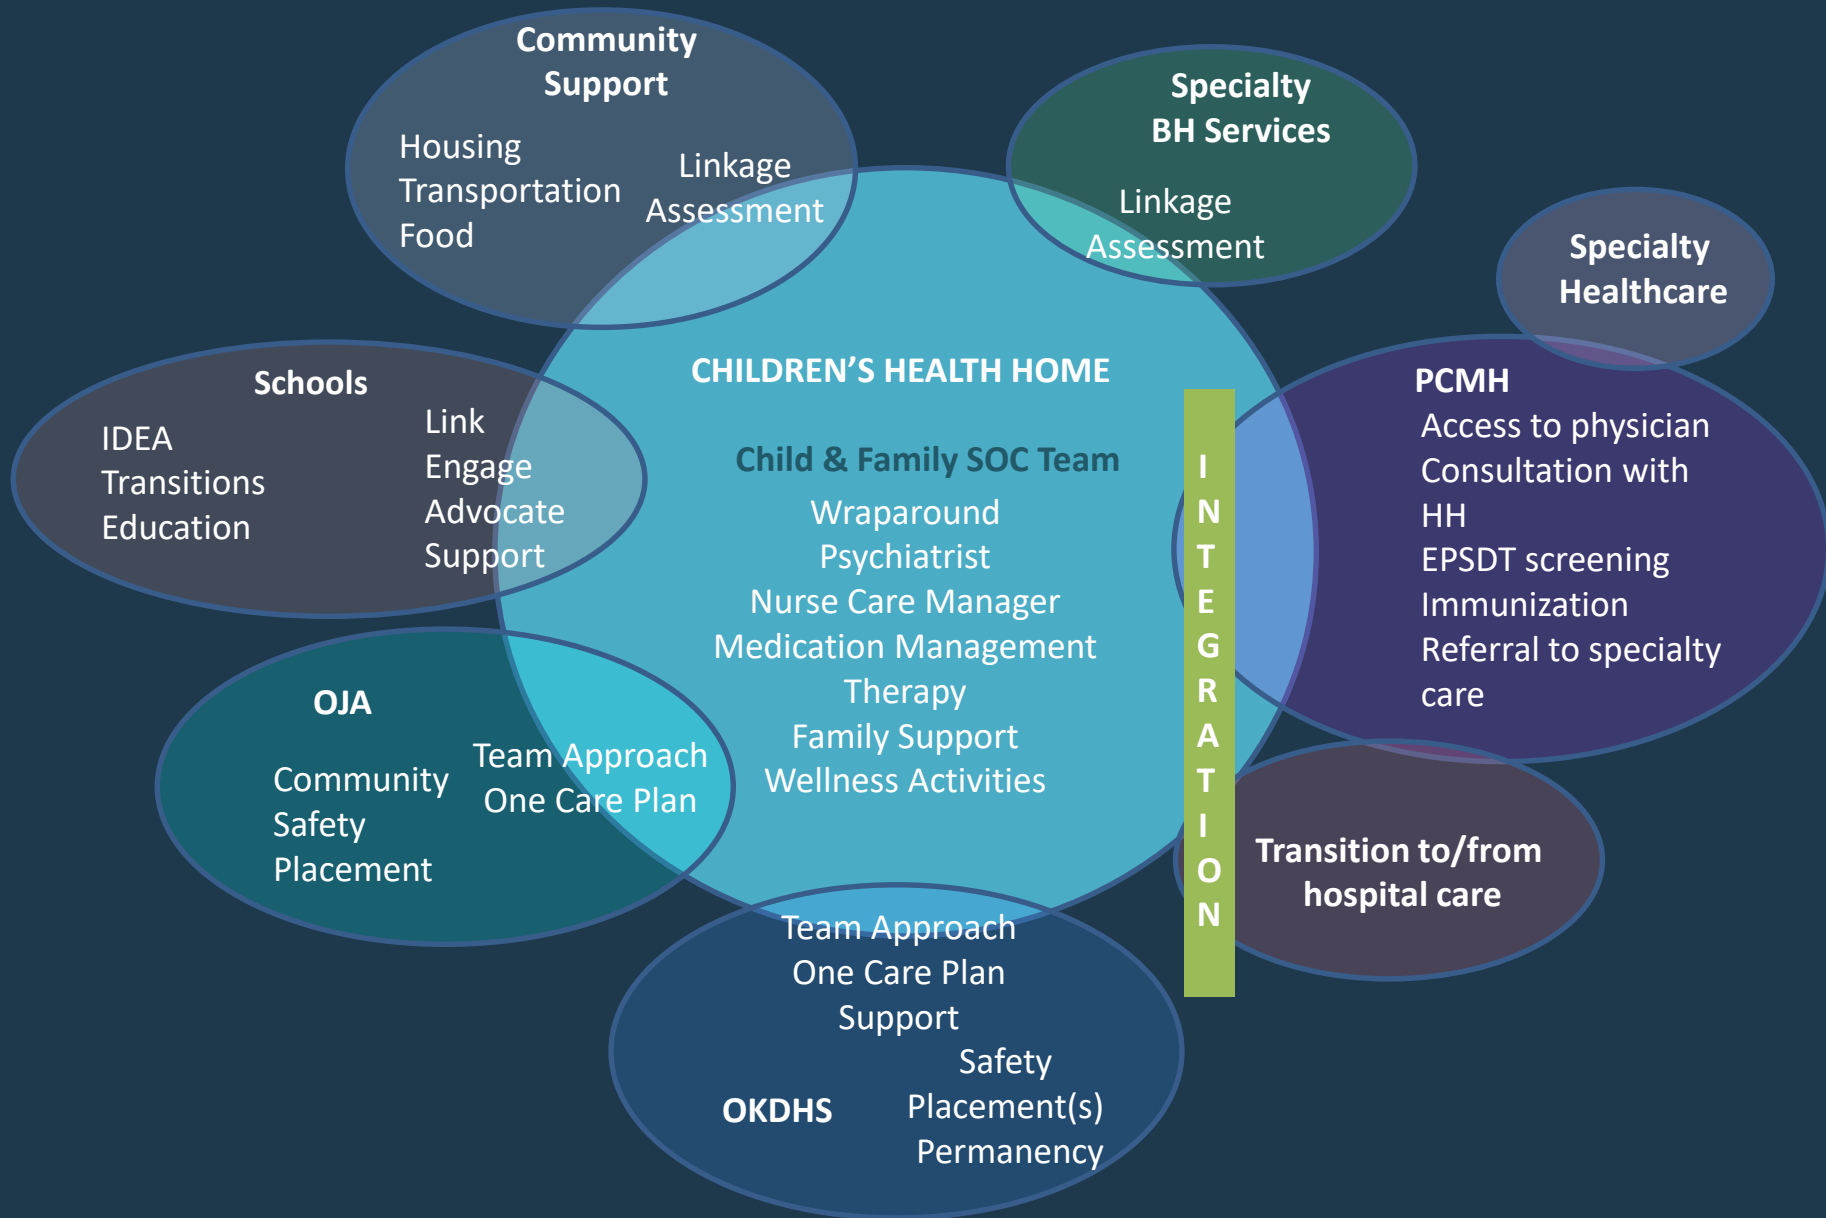 Community
Support
Housing
Transportation
Food
Linkage
Assessment
Specialty
BH Services
Linkage
Assessment
Specialty
Healthcare
Schools
IDEA
Transitions
Education
Link
Engage
Advocate
Support
CHILDREN’S HEALTH HOME
Child & Family SOC Team
Wraparound
Psychiatrist
Nurse Care Manager
Medication Management
Therapy
Family Support
Wellness Activities
I
N
T
E
G
R
A
T
I
O
N
PCMH
Access to physician
Consultation with
HH
EPSDT screening
Immunization
Referral to specialty
care
OJA
Community
Safety
Placement
Team Approach
One Care Plan
Transition to/from
hospital care
Team Approach
One Care Plan
Support
OKDHS
Safety
Placement(s)
Permanency